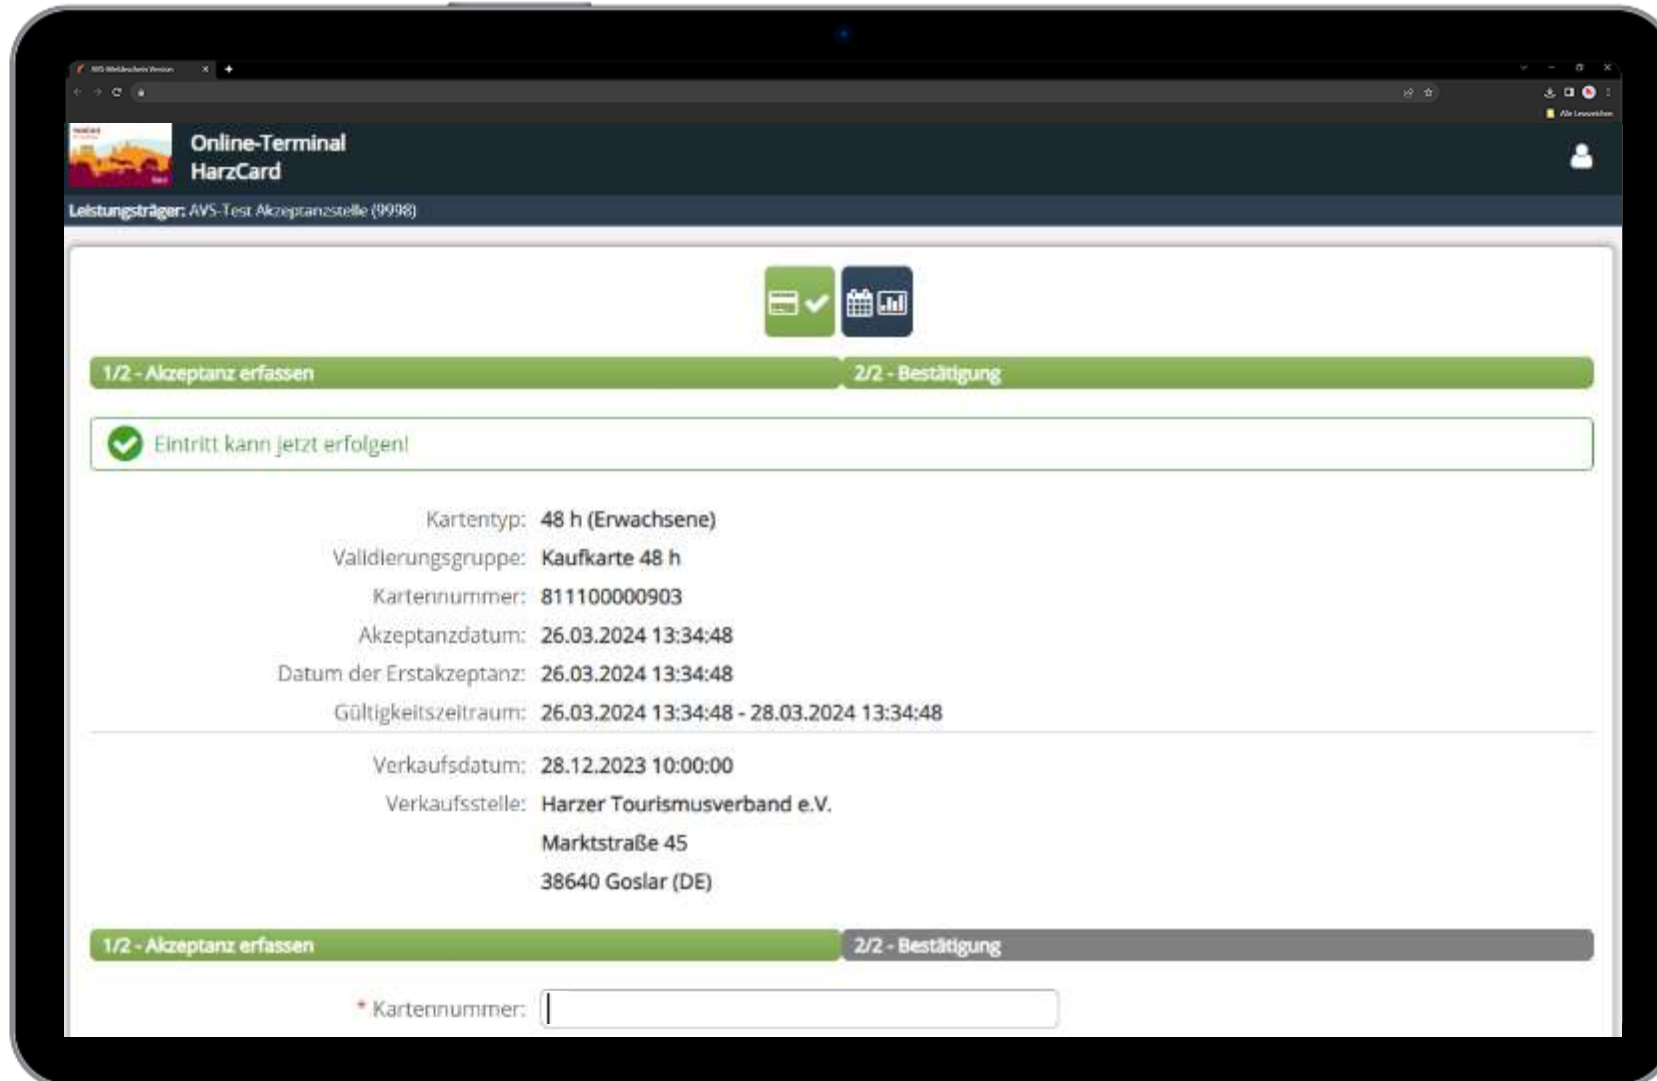 Online-Terminal
HarzCard
Leistungsträger: AVS-Test Akzeptanzstelle (9998)
1/2 - Akzeptanz erfassen 2/2 - Bestätigung
Eintritt kann jetzt erfolgen!
Kartentyp: 48 h (Erwachsene)
Validierungsgruppe: Kaufkarte 48 h
Kartennummer: 811100000903
Akzeptanzdatum: 26.03.2024 13:34:48
Datum der Erstakzeptanz: 26.03.2024 13:34:48
Gültigkeitszeitraum: 26.03.2024 13:34:48 - 28.03.2024 13:34:48
Verkaufsdatum: 28.12.2023 10:00:00
Verkaufsstelle: Harzer Tourismusverband e.V.
Marktstraße 45
38640 Goslar (DE)
1/2 - Akzeptanz erfassen 2/2 - Bestätigung
* Kartennummer: